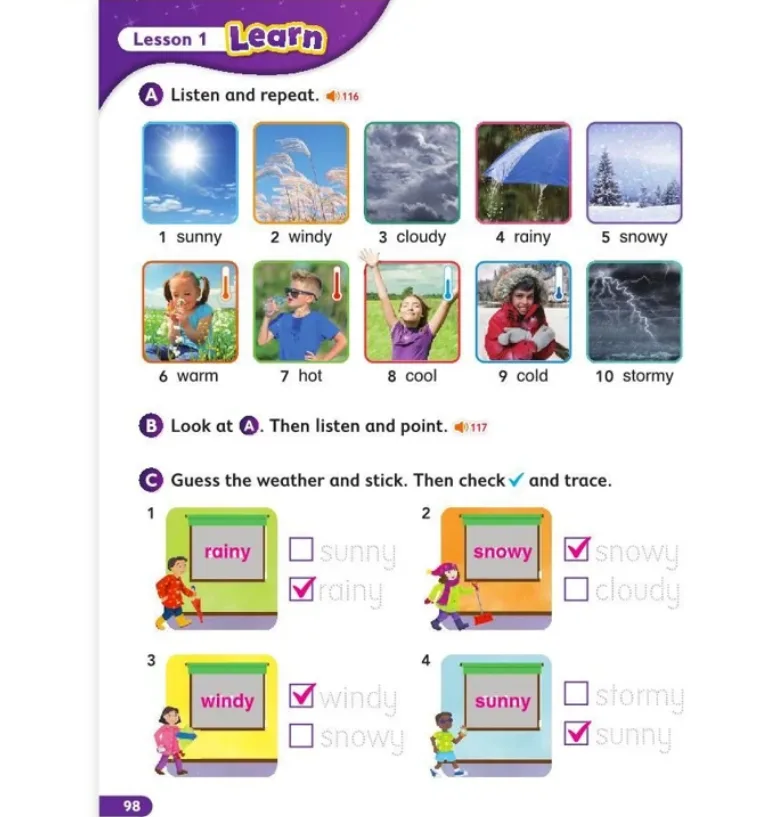 Lesson 1 Learn
A Listen and repeat. 116
1 sunny 2 windy 3 cloudy 4 rainy 5 snowy
6 warm 7 hot 8 cool 9 cold 10 stormy
B Look at A. Then listen and point. 117
C Guess the weather and stick. Then check ✓ and trace.
1
rainy
sunny
rainy
2
snowy
snowy
cloudy
3
windy
windy
snowy
4
sunny
stormy
sunny
98